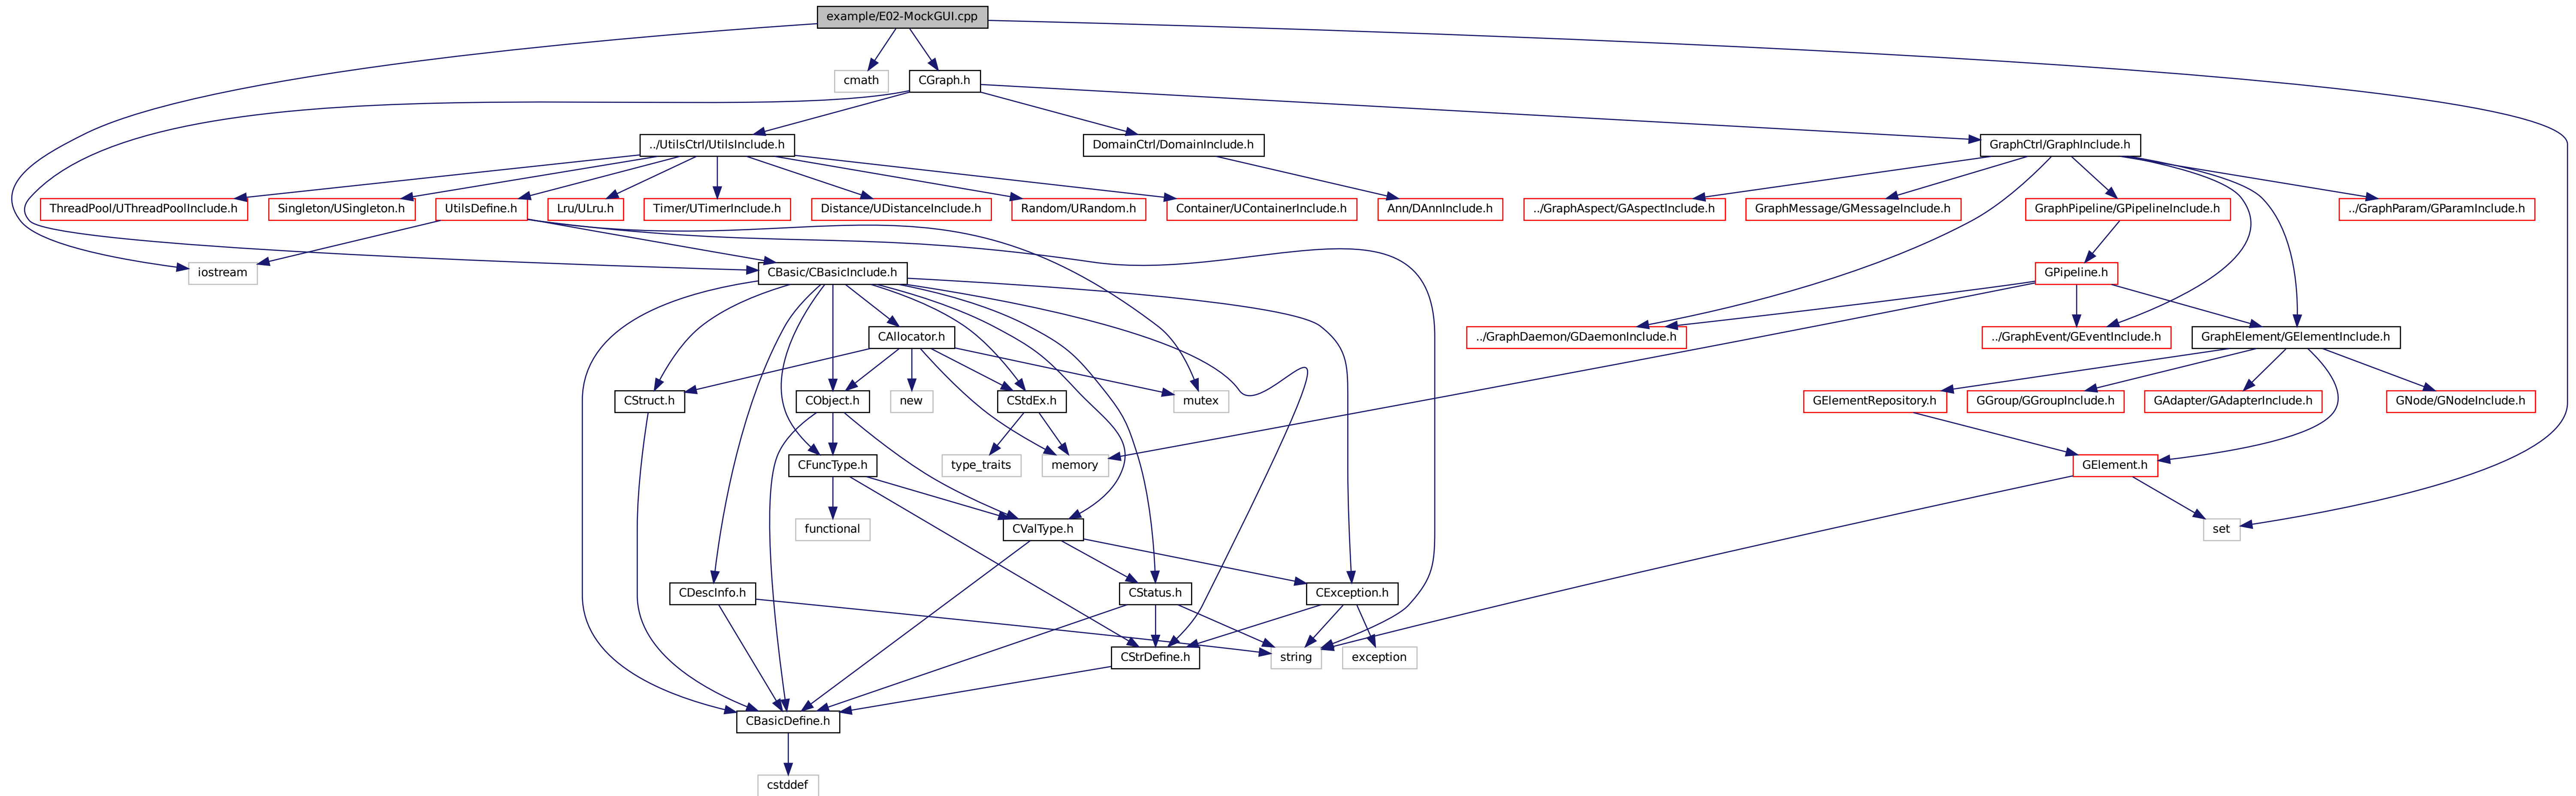 example/E02-MockGUI.cpp
cmath
CGraph.h
../UtilsCtrl/UtilsInclude.h
DomainCtrl/DomainInclude.h
GraphCtrl/GraphInclude.h
ThreadPool/UThreadPoolInclude.h
Singleton/USingleton.h
UtilsDefine.h
Lru/ULru.h
Timer/UTimerInclude.h
Distance/UDistanceInclude.h
Random/URandom.h
Container/UContainerInclude.h
Ann/DAnnInclude.h
../GraphAspect/GAspectInclude.h
GraphMessage/GMessageInclude.h
GraphPipeline/GPipelineInclude.h
../GraphParam/GParamInclude.h
iostream
CBasic/CBasicInclude.h
GPipeline.h
CAllocator.h
../GraphDaemon/GDaemonInclude.h
../GraphEvent/GEventInclude.h
GraphElement/GElementInclude.h
CStruct.h
CObject.h
new
CStdEx.h
mutex
GElementRepository.h
GGroup/GGroupInclude.h
GAdapter/GAdapterInclude.h
GNode/GNodeInclude.h
CFuncType.h
type_traits
memory
GElement.h
functional
CValType.h
set
CDescInfo.h
CStatus.h
CException.h
CStrDefine.h
string
exception
CBasicDefine.h
cstddef